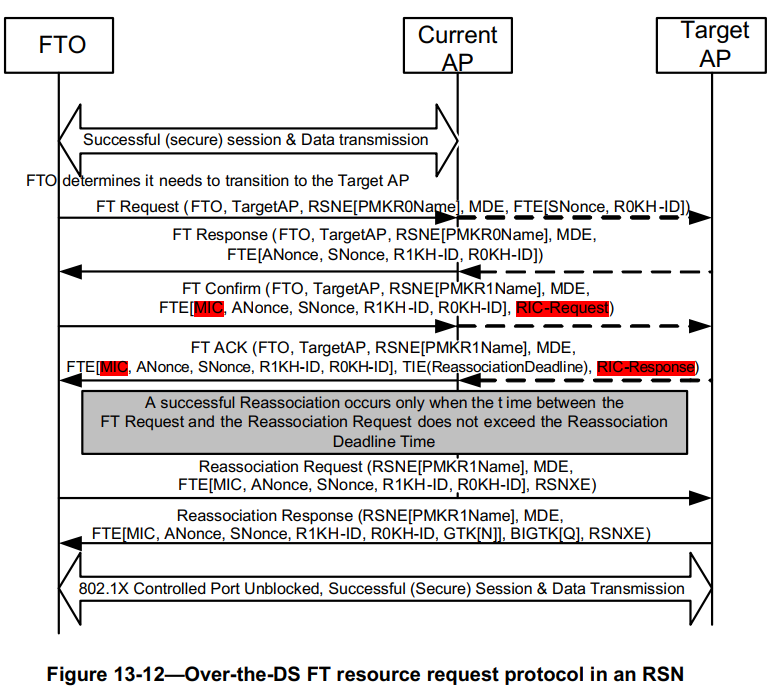 FTO
Current
AP
Target
AP
Successful (secure) session & Data transmission
FTO determines it needs to transition to the Target AP
FT Request (FTO, TargetAP, RSNE[PMKR0Name], MDE, FTE[SNonce, R0KH-ID])
FT Response (FTO, TargetAP, RSNE[PMKR0Name], MDE,
FTE[ANonce, SNonce, R1KH-ID, R0KH-ID])
FT Confirm (FTO, TargetAP, RSNE[PMKR1Name], MDE,
FTE[MIC, ANonce, SNonce, R1KH-ID, R0KH-ID], RIC-Request)
FT ACK (FTO, TargetAP, RSNE[PMKR1Name], MDE,
FTE[MIC, ANonce, SNonce, R1KH-ID, R0KH-ID], TIE(ReassociationDeadline), RIC-Response)
A successful Reassociation occurs only when the time between the
FT Request and the Reassociation Request does not exceed the Reassociation
Deadline Time
Reassociation Request (RSNE[PMKR1Name], MDE,
FTE[MIC, ANonce, SNonce, R1KH-ID, R0KH-ID], RSNXE)
Reassociation Response (RSNE[PMKR1Name], MDE,
FTE[MIC, ANonce, SNonce, R1KH-ID, R0KH-ID, GTK[N]], BIGTK[Q], RSNXE)
802.1X Controlled Port Unblocked, Successful (Secure) Session & Data Transmission
Figure 13-12—Over-the-DS FT resource request protocol in an RSN